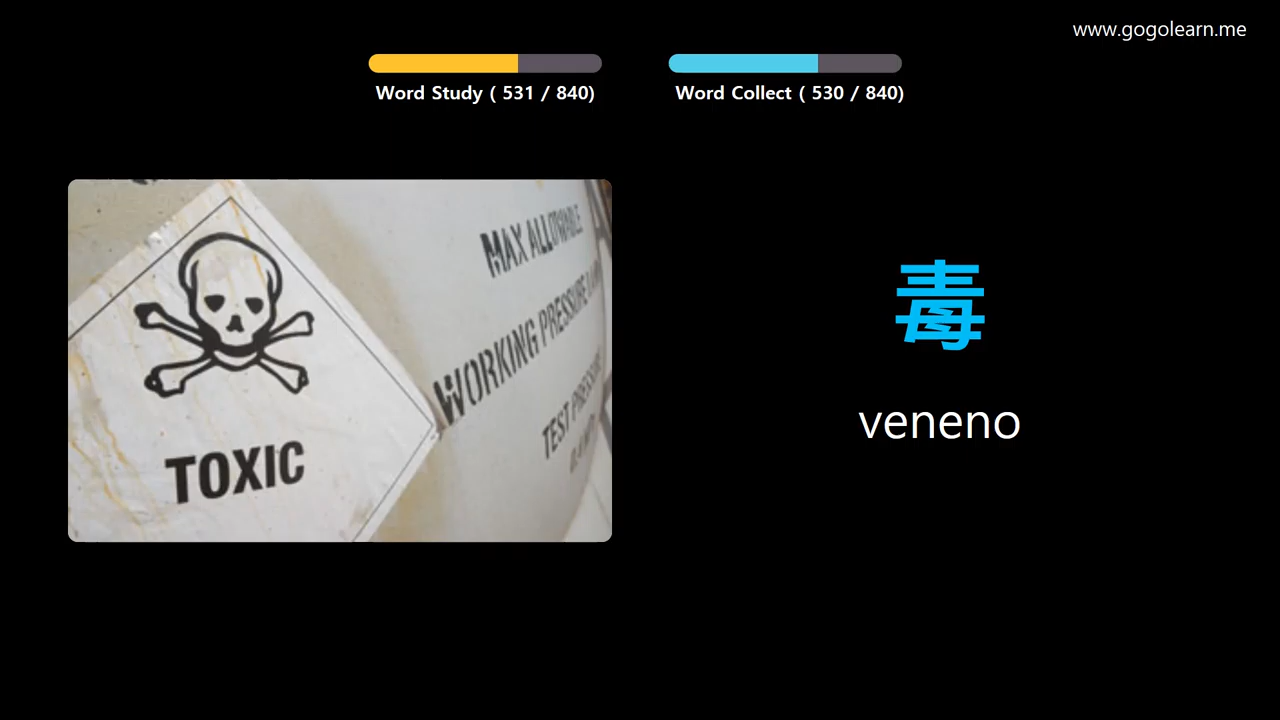 www.gogolearn.me
Word Study ( 531 / 840)
Word Collect ( 530 / 840)
MAX ALLOWABLE
WORKING PRESSURE
TEST PRESSURE
TOXIC
毒
veneno